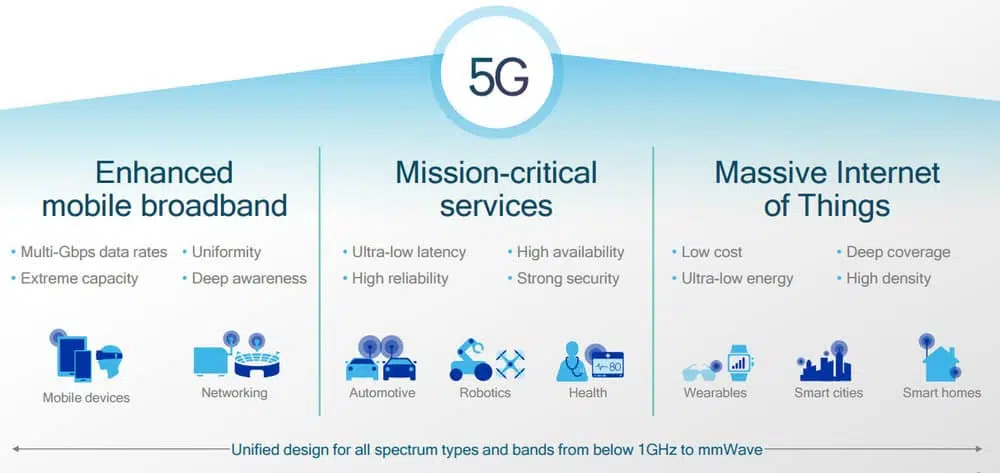 5G
Enhanced
mobile broadband
• Multi-Gbps data rates
• Extreme capacity
• Uniformity
• Deep awareness
Mobile devices
Networking
Mission-critical
services
• Ultra-low latency
• High reliability
• High availability
• Strong security
80
Automotive
Robotics
Health
Massive Internet
of Things
• Low cost
• Ultra-low energy
• Deep coverage
• High density
Wearables
Smart cities
Smart homes
Unified design for all spectrum types and bands from below 1GHz to mmWave